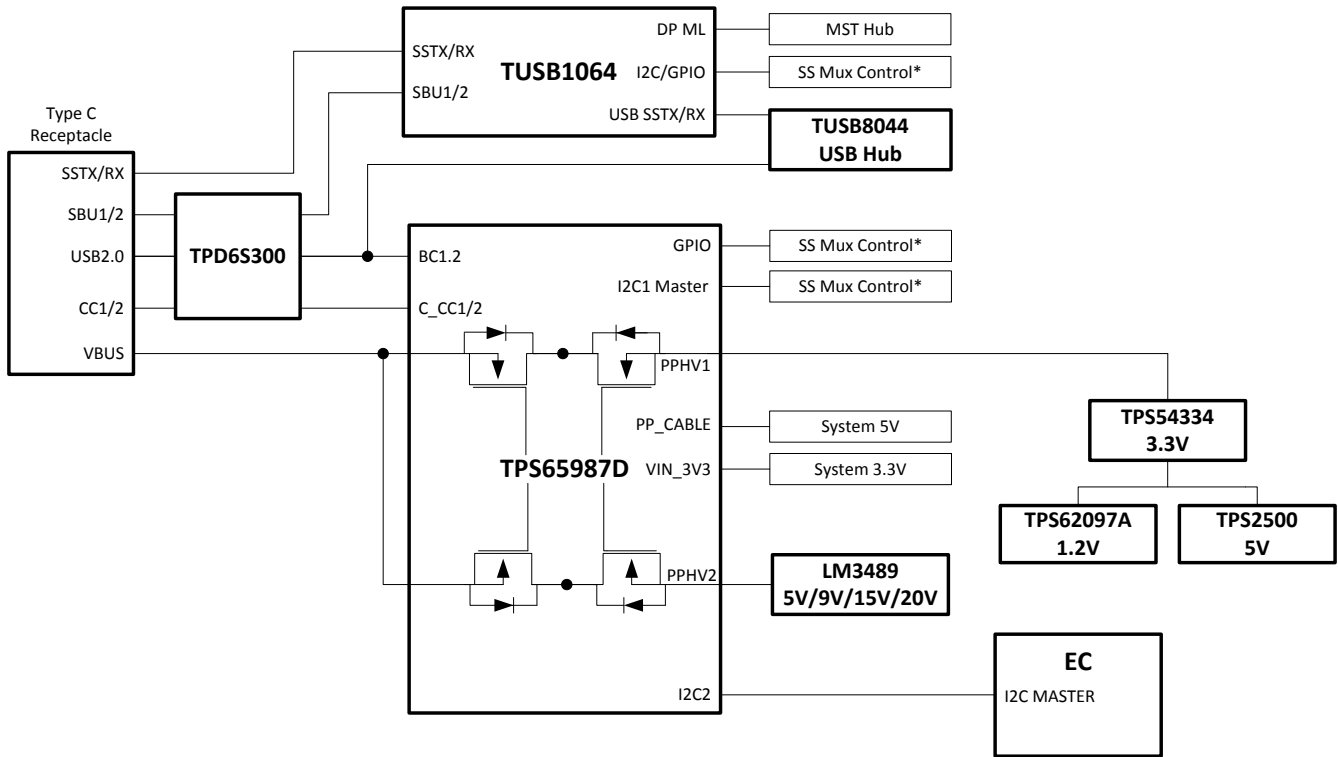 DP ML
MST Hub
SSTX/RX
TUSB1064
I2C/GPIO
SS Mux Control*
SBU1/2
USB SSTX/RX
TUSB8044
USB Hub
Type C
Receptacle
SSTX/RX
SBU1/2
USB2.0
CC1/2
VBUS
TPD6S300
BC1.2
C_CC1/2
GPIO
SS Mux Control*
I2C1 Master
SS Mux Control*
PPHV1
PP_CABLE
System 5V
TPS65987D
VIN_3V3
System 3.3V
PPHV2
LM3489
5V/9V/15V/20V
TPS54334
3.3V
TPS62097A
1.2V
TPS2500
5V
I2C2
EC
I2C MASTER